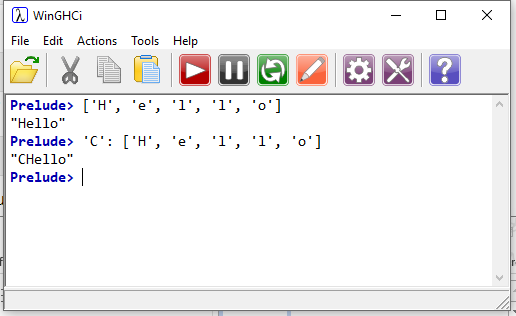 WinGHCi
File Edit Actions Tools Help
Prelude> ['H', 'e', 'l', 'l', 'o']
"Hello"
Prelude> 'C': ['H', 'e', 'l', 'l', 'o']
"CHello"
Prelude>